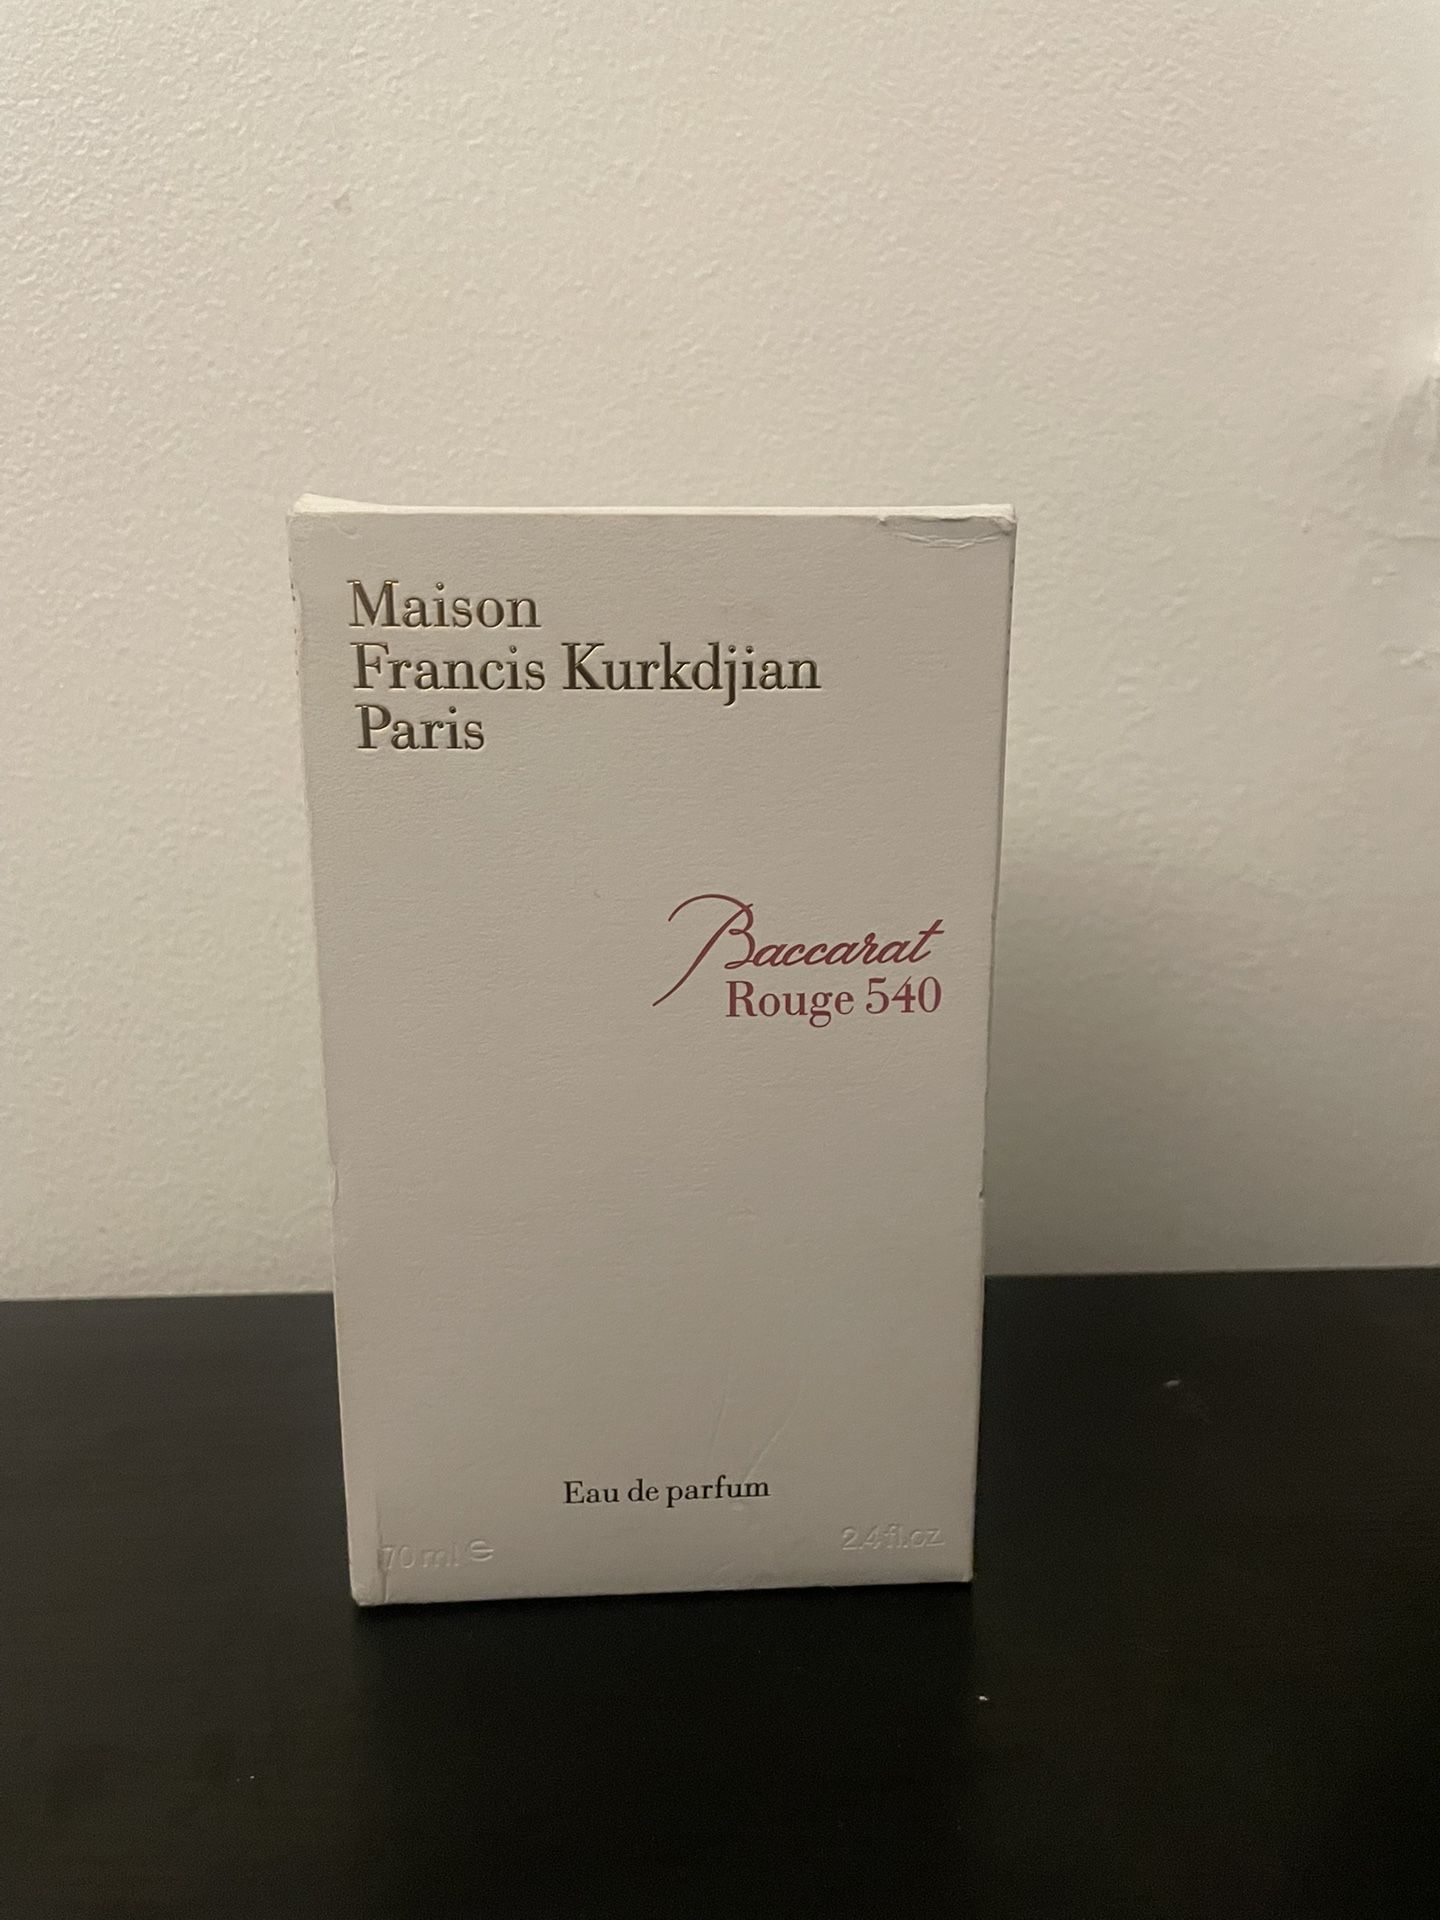 Maison
Francis Kurkdjian
Paris
Baccarat
Rouge 540
Eau de parfum
70 ml ℮
2.4 fl.oz